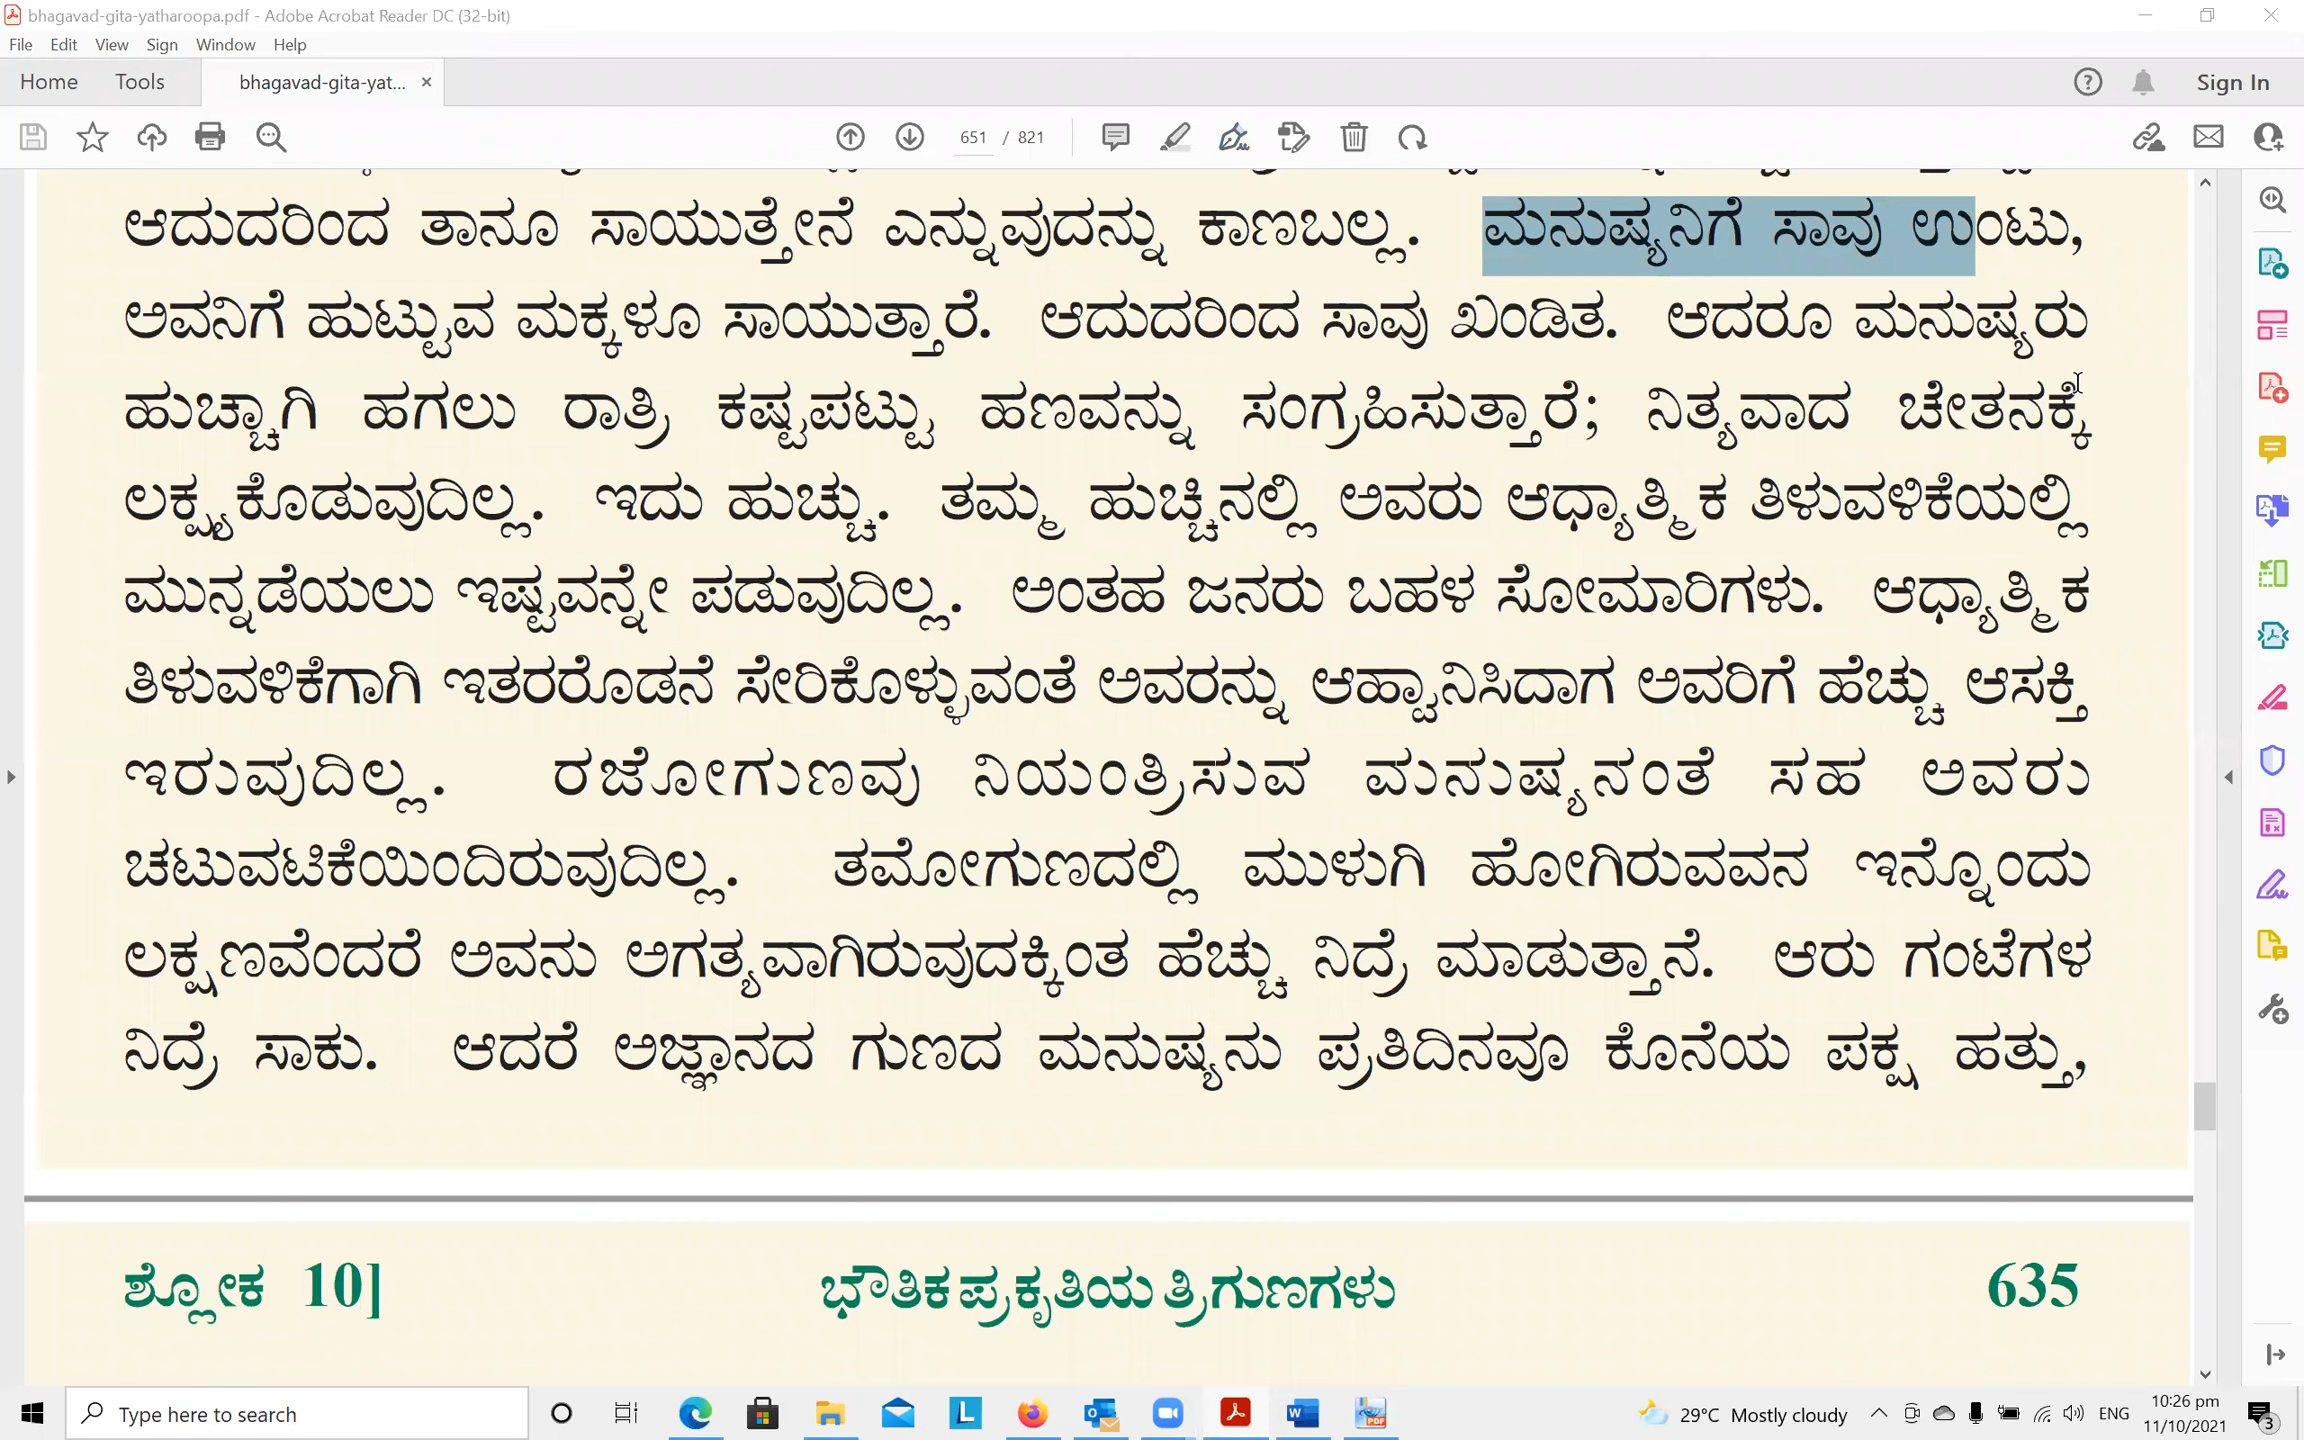 bhagavad-gita-yatharoopa.pdf - Adobe Acrobat Reader DC (32-bit)
File Edit View Sign Window Help
Home Tools bhagavad-gita-yat... × Sign In
651 / 821
ಆದುದರಿಂದ ತಾನೂ ಸಾಯುತ್ತೇನೆ ಎನ್ನುವುದನ್ನು ಕಾಣಬಲ್ಲ. ಮನುಷ್ಯನಿಗೆ ಸಾವು ಉಂಟು,
ಅವನಿಗೆ ಹುಟ್ಟುವ ಮಕ್ಕಳೂ ಸಾಯುತ್ತಾರೆ. ಆದುದರಿಂದ ಸಾವು ಖಂಡಿತ. ಆದರೂ ಮನುಷ್ಯರು
ಹುಚ್ಚಾಗಿ ಹಗಲು ರಾತ್ರಿ ಕಷ್ಟಪಟ್ಟು ಹಣವನ್ನು ಸಂಗ್ರಹಿಸುತ್ತಾರೆ; ನಿತ್ಯವಾದ ಚೇತನಕ್ಕೆ
ಲಕ್ಷ್ಯಕೊಡುವುದಿಲ್ಲ. ಇದು ಹುಚ್ಚು. ತಮ್ಮ ಹುಚ್ಚಿನಲ್ಲಿ ಅವರು ಆಧ್ಯಾತ್ಮಿಕ ತಿಳುವಳಿಕೆಯಲ್ಲಿ
ಮುನ್ನಡೆಯಲು ಇಷ್ಟವನ್ನೇ ಪಡುವುದಿಲ್ಲ. ಅಂತಹ ಜನರು ಬಹಳ ಸೋಮಾರಿಗಳು. ಆಧ್ಯಾತ್ಮಿಕ
ತಿಳುವಳಿಕೆಗಾಗಿ ಇತರರೊಡನೆ ಸೇರಿಕೊಳ್ಳುವಂತೆ ಅವರನ್ನು ಆಹ್ವಾನಿಸಿದಾಗ ಅವರಿಗೆ ಹೆಚ್ಚು ಆಸಕ್ತಿ
ಇರುವುದಿಲ್ಲ. ರಜೋಗುಣವು ನಿಯಂತ್ರಿಸುವ ಮನುಷ್ಯನಂತೆ ಸಹ ಅವರು
ಚಟುವಟಿಕೆಯಿಂದಿರುವುದಿಲ್ಲ. ತಮೋಗುಣದಲ್ಲಿ ಮುಳುಗಿ ಹೋಗಿರುವವನ ಇನ್ನೊಂದು
ಲಕ್ಷಣವೆಂದರೆ ಅವನು ಅಗತ್ಯವಾಗಿರುವುದಕ್ಕಿಂತ ಹೆಚ್ಚು ನಿದ್ರೆ ಮಾಡುತ್ತಾನೆ. ಆರು ಗಂಟೆಗಳ
ನಿದ್ರೆ ಸಾಕು. ಆದರೆ ಅಜ್ಞಾನದ ಗುಣದ ಮನುಷ್ಯನು ಪ್ರತಿದಿನವೂ ಕೊನೆಯ ಪಕ್ಷ ಹತ್ತು,
ಶ್ಲೋಕ 10] ಭೌತಿಕ ಪ್ರಕೃತಿಯ ತ್ರಿಗುಣಗಳು 635
Type here to search 29°C Mostly cloudy ENG 10:26 pm
11/10/2021 3